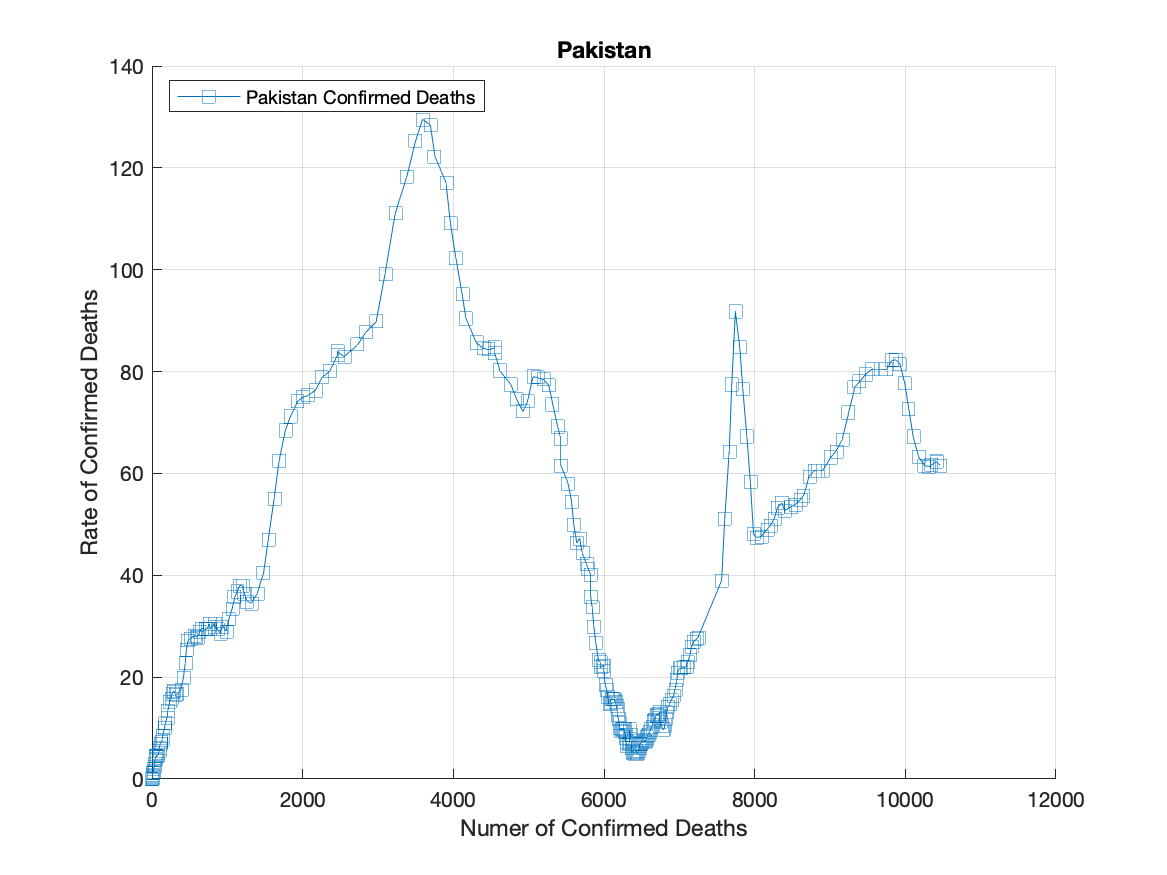 Pakistan
Pakistan Confirmed Deaths
140
120
100
80
60
40
20
0
Rate of Confirmed Deaths
0 2000 4000 6000 8000 10000 12000
Numer of Confirmed Deaths